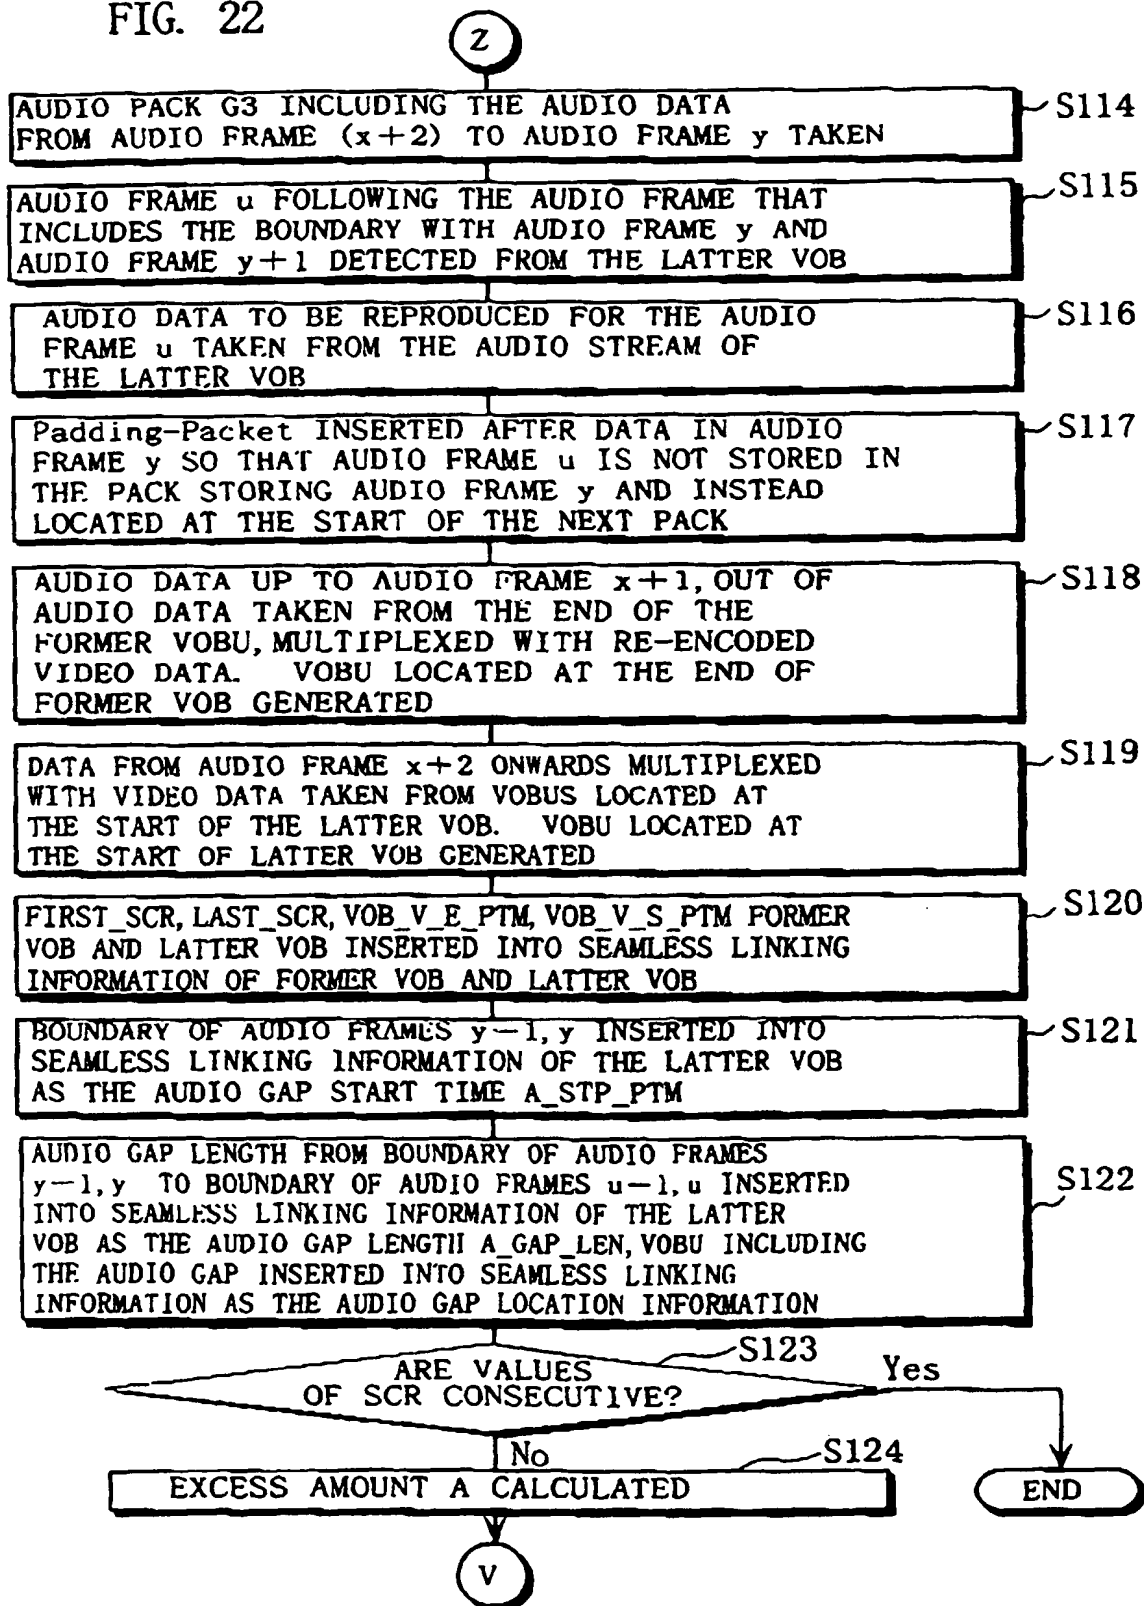 FIG. 22
Z
AUDIO PACK G3 INCLUDING THE AUDIO DATA
FROM AUDIO FRAME (x+2) TO AUDIO FRAME y TAKEN
S114
AUDIO FRAME u FOLLOWING THE AUDIO FRAME THAT
INCLUDES THE BOUNDARY WITH AUDIO FRAME y AND
AUDIO FRAME y+1 DETECTED FROM THE LATTER VOB
S115
AUDIO DATA TO BE REPRODUCED FOR THE AUDIO
FRAME u TAKEN FROM THE AUDIO STREAM OF
THE LATTER VOB
S116
Padding-Packet INSERTED AFTER DATA IN AUDIO
FRAME y SO THAT AUDIO FRAME u IS NOT STORED IN
THE PACK STORING AUDIO FRAME y AND INSTEAD
LOCATED AT THE START OF THE NEXT PACK
S117
AUDIO DATA UP TO AUDIO FRAME x+1, OUT OF
AUDIO DATA TAKEN FROM THE END OF THE
FORMER VOBU, MULTIPLEXED WITH RE-ENCODED
VIDEO DATA. VOBU LOCATED AT THE END OF
FORMER VOB GENERATED
S118
DATA FROM AUDIO FRAME x+2 ONWARDS MULTIPLEXED
WITH VIDEO DATA TAKEN FROM VOBUS LOCATED AT
THE START OF THE LATTER VOB. VOBU LOCATED AT
THE START OF LATTER VOB GENERATED
S119
FIRST_SCR, LAST_SCR, VOB_V_E_PTM, VOB_V_S_PTM FORMER
VOB AND LATTER VOB INSERTED INTO SEAMLESS LINKING
INFORMATION OF FORMER VOB AND LATTER VOB
S120
BOUNDARY OF AUDIO FRAMES y-1, y INSERTED INTO
SEAMLESS LINKING INFORMATION OF THE LATTER VOB
AS THE AUDIO GAP START TIME A_STP_PTM
S121
AUDIO GAP LENGTH FROM BOUNDARY OF AUDIO FRAMES
y-1, y TO BOUNDARY OF AUDIO FRAMES u-1, u INSERTED
INTO SEAMLESS LINKING INFORMATION OF THE LATTER
VOB AS THE AUDIO GAP LENGTH A_GAP_LEN, VOBU INCLUDING
THE AUDIO GAP INSERTED INTO SEAMLESS LINKING
INFORMATION AS THE AUDIO GAP LOCATION INFORMATION
S122
S123
ARE VALUES
OF SCR CONSECUTIVE?
Yes
No
S124
EXCESS AMOUNT A CALCULATED
END
V